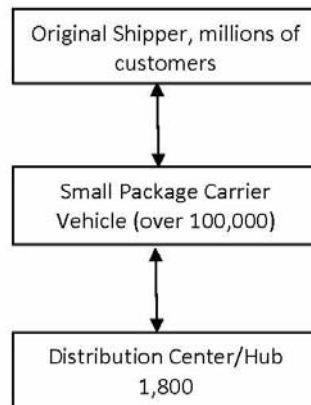 Original Shipper, millions of
customers
Small Package Carrier
Vehicle (over 100,000)
Distribution Center/Hub
1,800